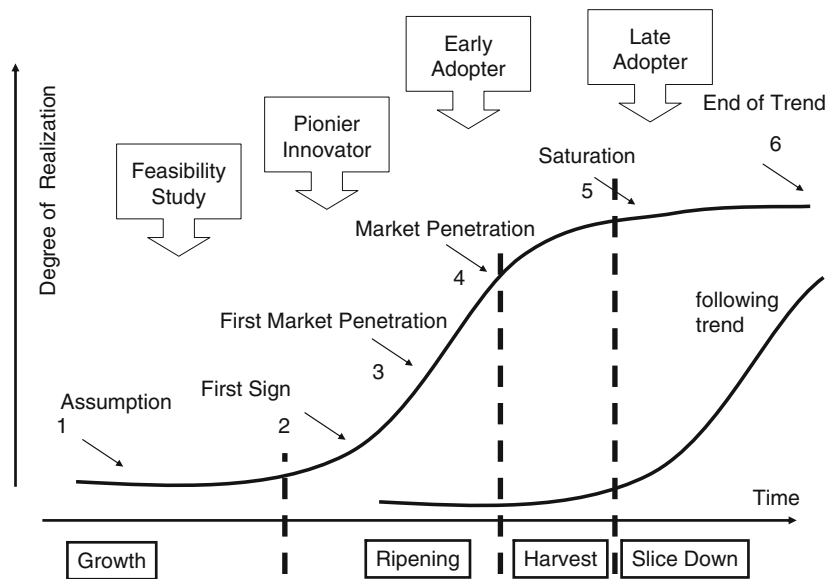 Early
Adopter
Late
Adopter
Pionier
Innovator
Feasibility
Study
End of Trend
6
Saturation
5
Market Penetration
4
First Market Penetration
3
First Sign
2
Assumption
1
following
trend
Degree of Realization
Time
Growth
Ripening
Harvest
Slice Down